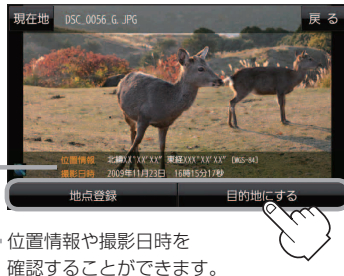 現在地 DSC_0056_G.JPG 戻る
位置情報 北緯XX°XX'XX" 東経XXX°XX'XX" (WGS-84)
撮影日時 2009年11月23日 16時15分17秒
地点登録 目的地にする
位置情報や撮影日時を
確認することができます。